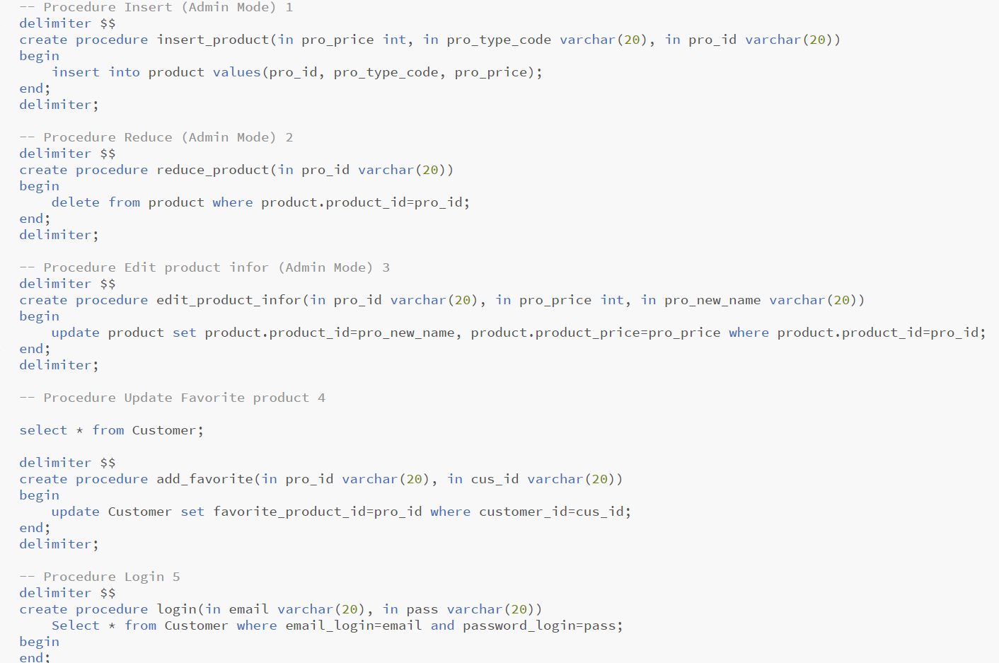 -- Procedure Insert (Admin Mode) 1
delimiter $$
create procedure insert_product(in pro_price int, in pro_type_code varchar(20), in pro_id varchar(20))
begin
    insert into product values(pro_id, pro_type_code, pro_price);
end;
delimiter;

-- Procedure Reduce (Admin Mode) 2
delimiter $$
create procedure reduce_product(in pro_id varchar(20))
begin
    delete from product where product.product_id=pro_id;
end;
delimiter;

-- Procedure Edit product infor (Admin Mode) 3
delimiter $$
create procedure edit_product_infor(in pro_id varchar(20), in pro_price int, in pro_new_name varchar(20))
begin
    update product set product.product_id=pro_new_name, product.product_price=pro_price where product.product_id=pro_id;
end;
delimiter;

-- Procedure Update Favorite product 4

select * from Customer;

delimiter $$
create procedure add_favorite(in pro_id varchar(20), in cus_id varchar(20))
begin
    update Customer set favorite_product_id=pro_id where customer_id=cus_id;
end;
delimiter;

-- Procedure Login 5
delimiter $$
create procedure login(in email varchar(20), in pass varchar(20))
    Select * from Customer where email_login=email and password_login=pass;
begin
end;